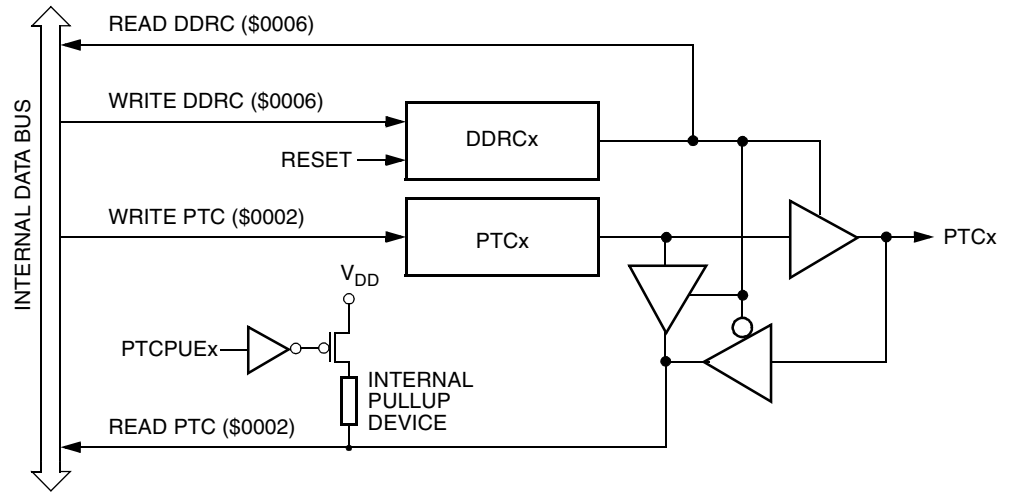 READ DDRC ($0006)
WRITE DDRC ($0006)
DDRCx
RESET
WRITE PTC ($0002)
PTCx
PTCx
INTERNAL DATA BUS
VDD
PTCPUEx
INTERNAL
PULLUP
DEVICE
READ PTC ($0002)